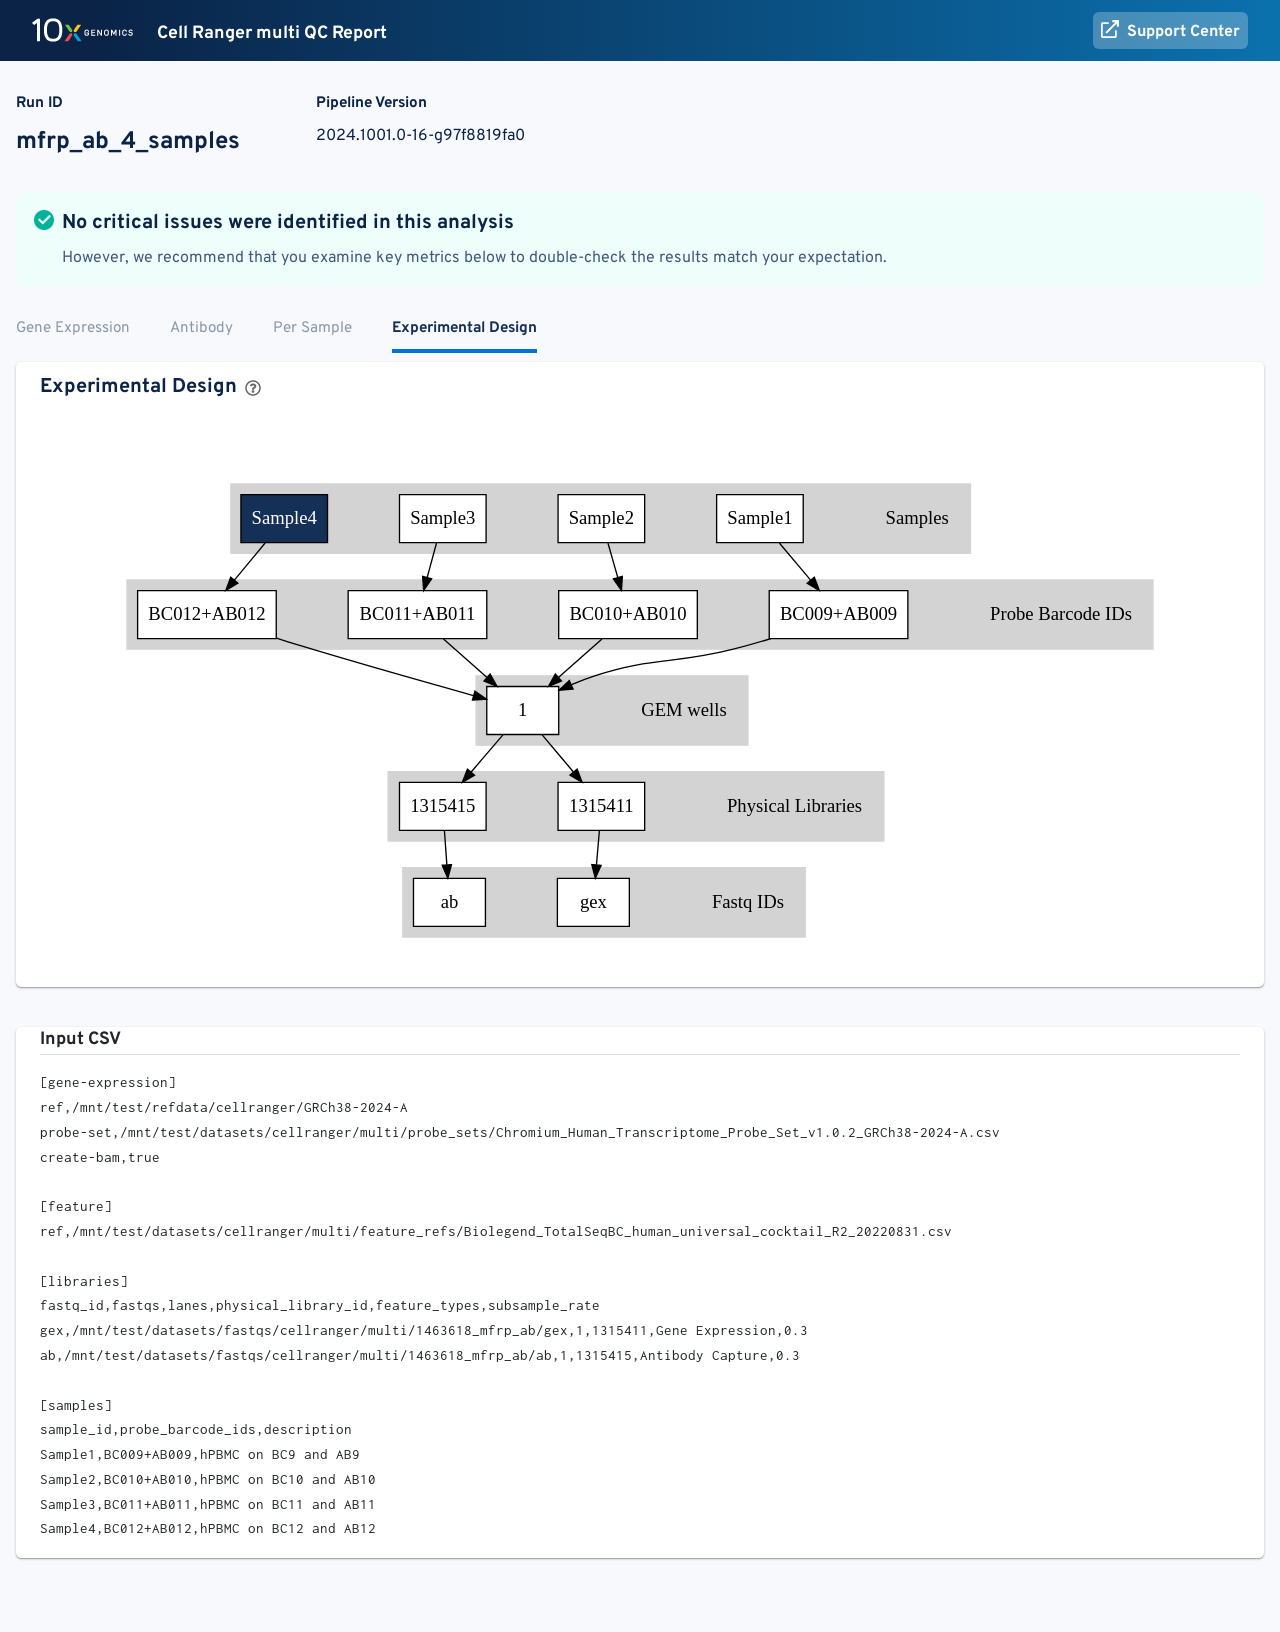 10x GENOMICS Cell Ranger multi QC Report Support Center
Run ID Pipeline Version
mfrp_ab_4_samples 2024.1001.0-16-g97f8819fa0
No critical issues were identified in this analysis
However, we recommend that you examine key metrics below to double-check the results match your expectation.
Gene Expression Antibody Per Sample Experimental Design
Experimental Design ?
Sample4 Sample3 Sample2 Sample1 Samples
BC012+AB012 BC011+AB011 BC010+AB010 BC009+AB009 Probe Barcode IDs
1 GEM wells
1315415 1315411 Physical Libraries
ab gex Fastq IDs
Input CSV
[gene-expression]
ref,/mnt/test/refdata/cellranger/GRCh38-2024-A
probe-set,/mnt/test/datasets/cellranger/multi/probe_sets/Chromium_Human_Transcriptome_Probe_Set_v1.0.2_GRCh38-2024-A.csv
create-bam,true
[feature]
ref,/mnt/test/datasets/cellranger/multi/feature_refs/Biolegend_TotalSeqBC_human_universal_cocktail_R2_20220831.csv
[libraries]
fastq_id,fastqs,lanes,physical_library_id,feature_types,subsample_rate
gex,/mnt/test/datasets/fastqs/cellranger/multi/1463618_mfrp_ab/gex,1,1315411,Gene Expression,0.3
ab,/mnt/test/datasets/fastqs/cellranger/multi/1463618_mfrp_ab/ab,1,1315415,Antibody Capture,0.3
[samples]
sample_id,probe_barcode_ids,description
Sample1,BC009+AB009,hPBMC on BC9 and AB9
Sample2,BC010+AB010,hPBMC on BC10 and AB10
Sample3,BC011+AB011,hPBMC on BC11 and AB11
Sample4,BC012+AB012,hPBMC on BC12 and AB12